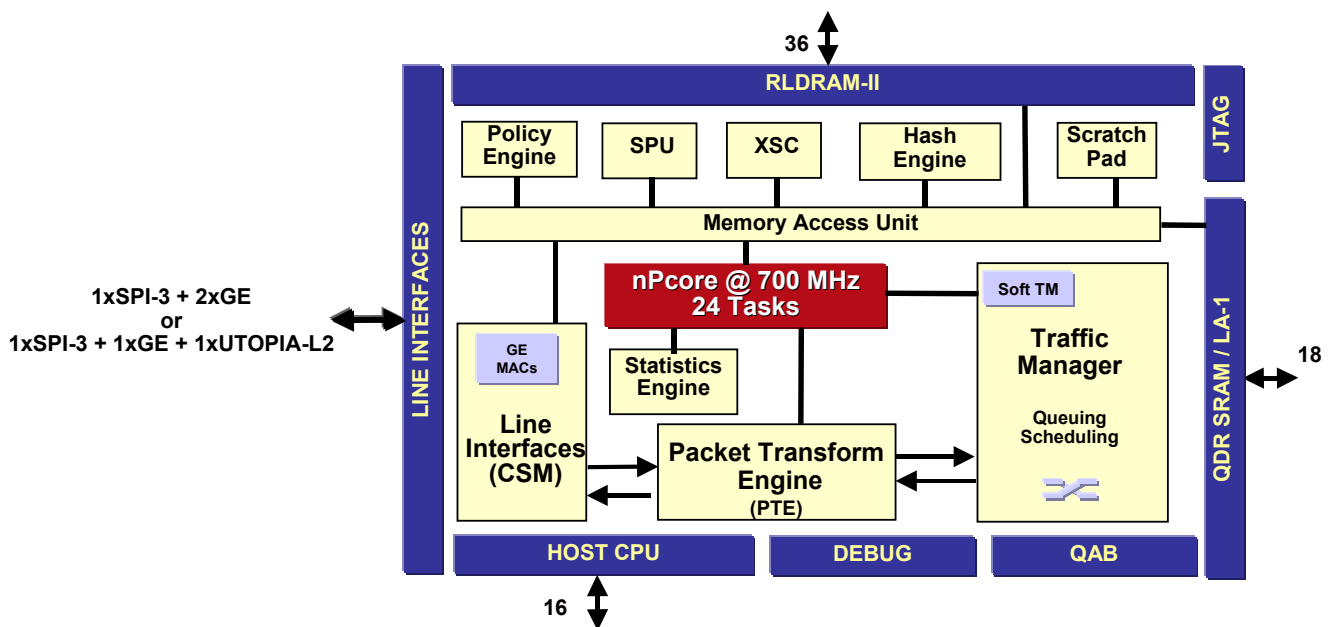 36
RLDRAM-II
JTAG
LINE INTERFACES
Policy
Engine
SPU
XSC
Hash
Engine
Scratch
Pad
Memory Access Unit
QDR SRAM / LA-1
nPcore @ 700 MHz
24 Tasks
Soft TM
Traffic
Manager
Queuing
Scheduling
1xSPI-3 + 2xGE
or
1xSPI-3 + 1xGE + 1xUTOPIA-L2
GE
MACs
Statistics
Engine
18
Line
Interfaces
(CSM)
Packet Transform
Engine
(PTE)
HOST CPU
DEBUG
QAB
16